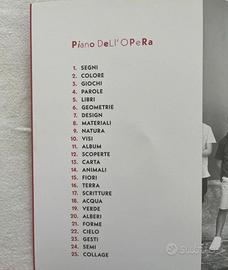 Piano DeLL'OPeRa
1. SEGNI
2. COLORE
3. GIOCHI
4. PAROLE
5. LIBRI
6. GEOMETRIE
7. DESIGN
8. MATERIALI
9. NATURA
10. VISI
11. ALBUM
12. SCOPERTE
13. CARTA
14. ANIMALI
15. FIORI
16. TERRA
17. SCRITTURE
18. ACQUA
19. VERDE
20. ALBERI
21. FORME
22. CIELO
23. GESTI
24. SEMI
25. COLLAGE
subito